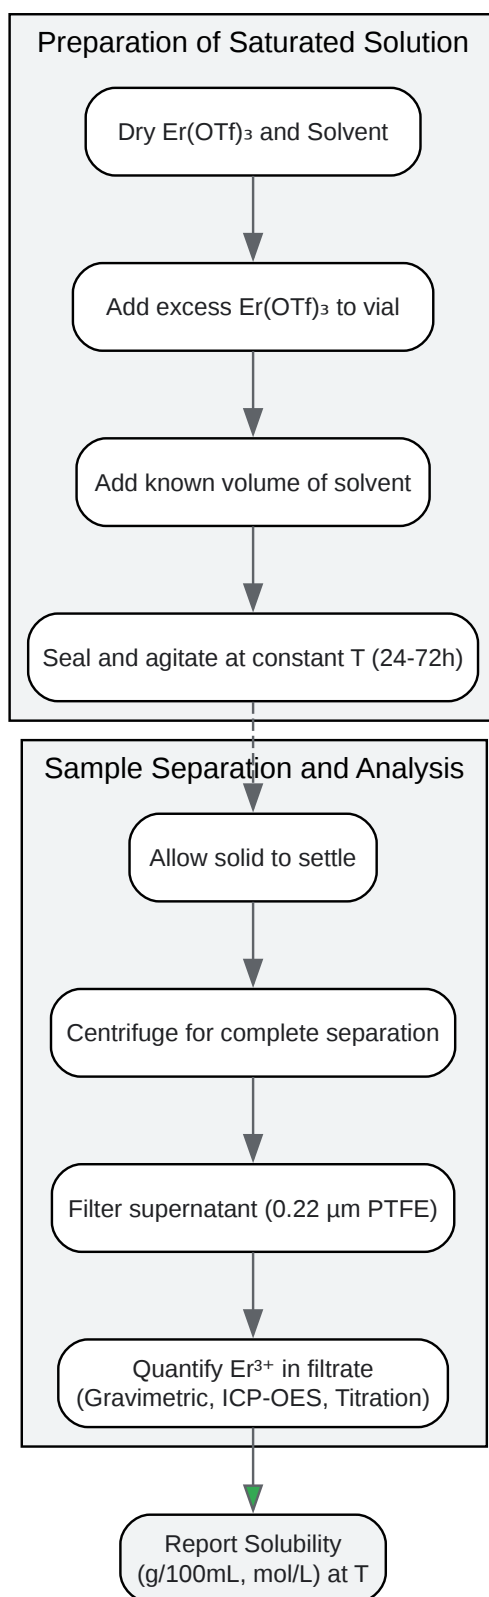 Preparation of Saturated Solution
Dry Er(OTf)₃ and Solvent
Add excess Er(OTf)₃ to vial
Add known volume of solvent
Seal and agitate at constant T (24-72h)
Sample Separation and Analysis
Allow solid to settle
Centrifuge for complete separation
Filter supernatant (0.22 µm PTFE)
Quantify Er³⁺ in filtrate
(Gravimetric, ICP-OES, Titration)
Report Solubility
(g/100mL, mol/L) at T